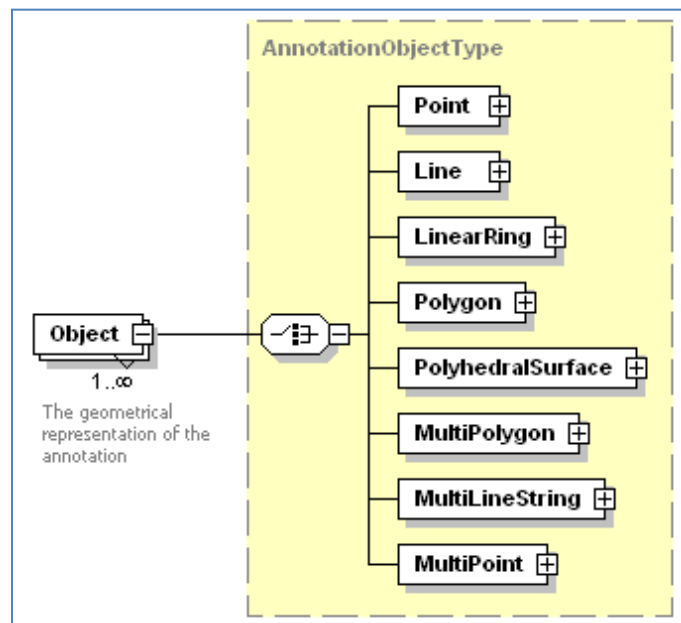 AnnotationObjectType
Point
Line
LinearRing
Polygon
PolyhedralSurface
MultiPolygon
MultiLineString
MultiPoint
Object
1..∞
The geometrical
representation of the
annotation